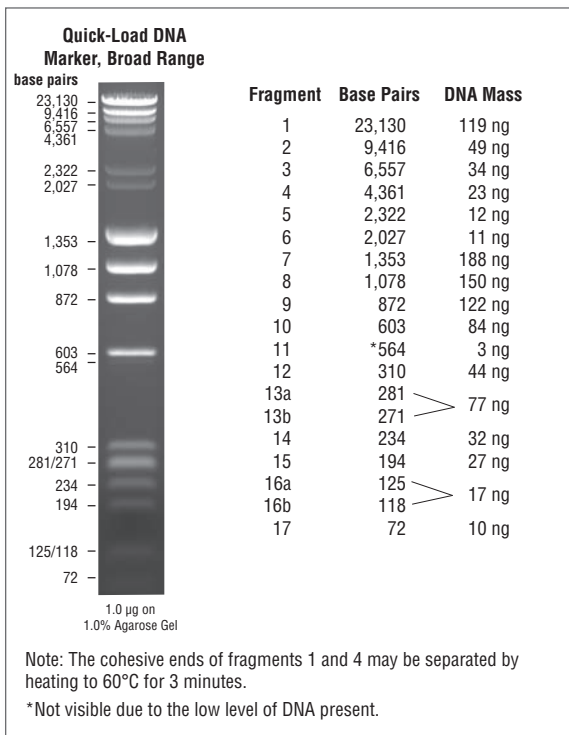 Quick-Load DNA
Marker, Broad Range
base pairs
23,130
9,416
6,557
4,361
2,322
2,027
1,353
1,078
872
603
564
310
281/271
234
194
125/118
72
1.0 µg on
1.0% Agarose Gel
Fragment Base Pairs DNA Mass
1 23,130 119 ng
2 9,416 49 ng
3 6,557 34 ng
4 4,361 23 ng
5 2,322 12 ng
6 2,027 11 ng
7 1,353 188 ng
8 1,078 150 ng
9 872 122 ng
10 603 84 ng
11 *564 3 ng
12 310 44 ng
13a 281
77 ng
13b 271
14 234 32 ng
15 194 27 ng
16a 125
17 ng
16b 118
17 72 10 ng
Note: The cohesive ends of fragments 1 and 4 may be separated by
heating to 60°C for 3 minutes.
*Not visible due to the low level of DNA present.